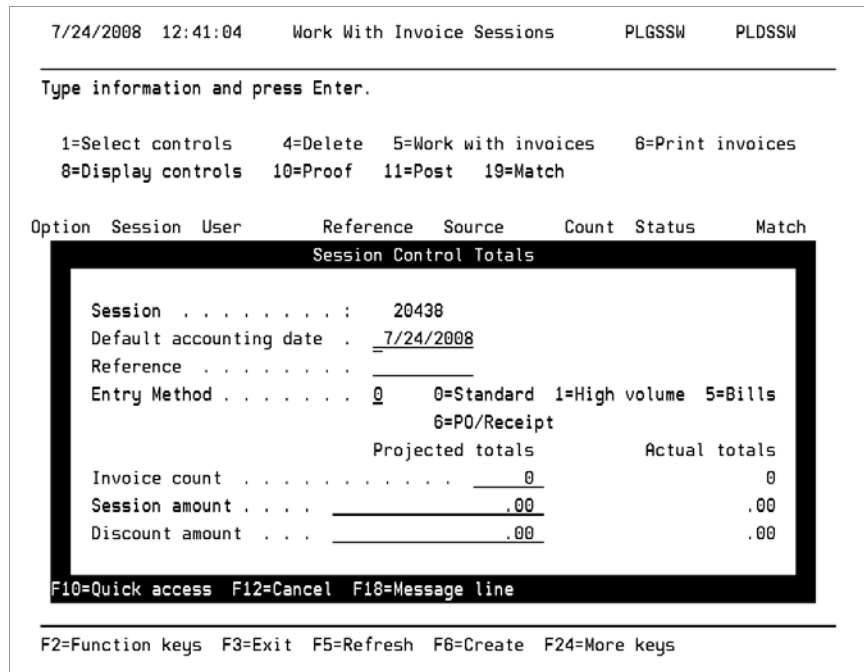 7/24/2008 12:41:04 Work With Invoice Sessions PLGSSW PLDSSW
Type information and press Enter.
1=Select controls 4=Delete 5=Work with invoices 6=Print invoices
8=Display controls 10=Proof 11=Post 19=Match
Option Session User Reference Source Count Status Match
Session Control Totals
Session . . . . . . . . : 20438
Default accounting date . 7/24/2008
Reference . . . . . . . .
Entry Method . . . . . . . 0 0=Standard 1=High volume 5=Bills
6=PO/Receipt
Projected totals Actual totals
Invoice count . . . . . . . . . . . 0 0
Session amount . . . . .00 .00
Discount amount . . . .00 .00
F10=Quick access F12=Cancel F18=Message line
F2=Function keys F3=Exit F5=Refresh F6=Create F24=More keys